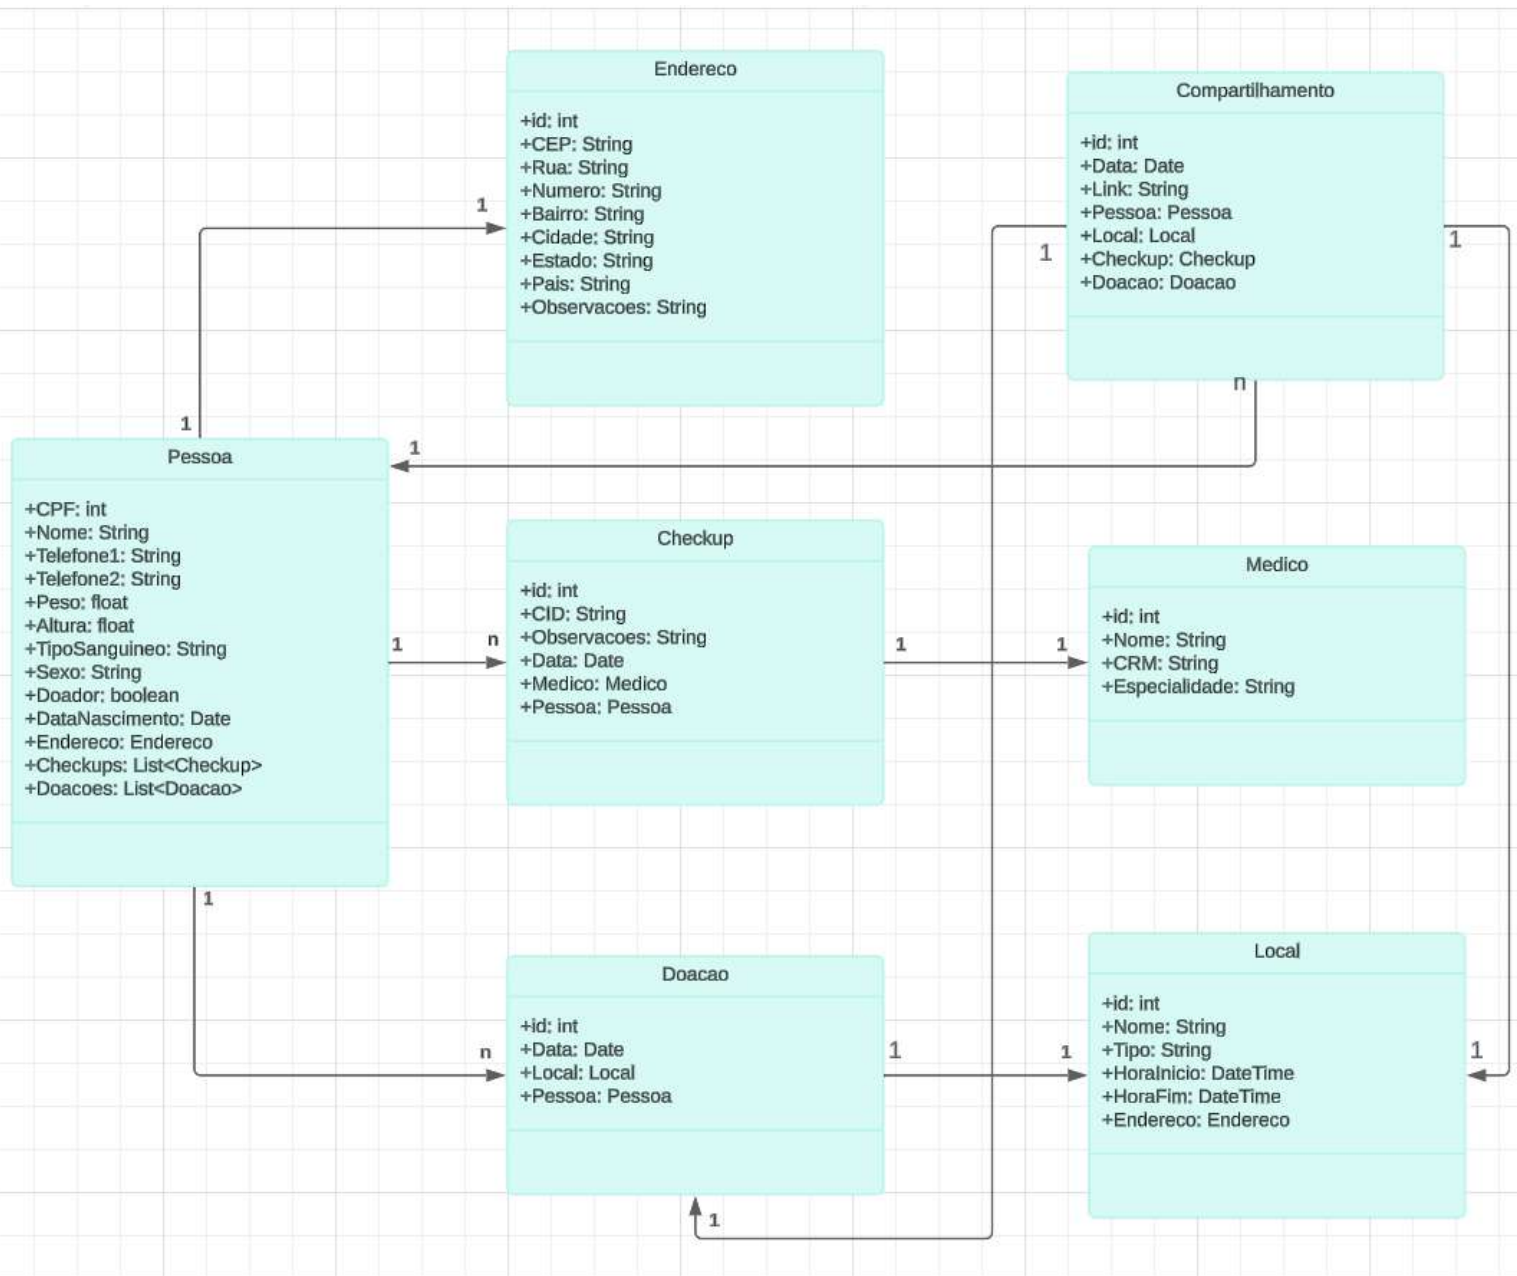 Endereco
+id: int
+CEP: String
+Rua: String
+Numero: String
+Bairro: String
+Cidade: String
+Estado: String
+Pais: String
+Observacoes: String
Compartilhamento
+id: int
+Data: Date
+Link: String
+Pessoa: Pessoa
+Local: Local
+Checkup: Checkup
+Doacao: Doacao
1
1
1
n
1
1
Pessoa
+CPF: int
+Nome: String
+Telefone1: String
+Telefone2: String
+Peso: float
+Altura: float
+TipoSanguineo: String
+Sexo: String
+Doador: boolean
+DataNascimento: Date
+Endereco: Endereco
+Checkups: List<Checkup>
+Doacoes: List<Doacao>
1
n
Checkup
+id: int
+CID: String
+Observacoes: String
+Data: Date
+Medico: Medico
+Pessoa: Pessoa
1
1
Medico
+id: int
+Nome: String
+CRM: String
+Especialidade: String
1
n
Doacao
+id: int
+Data: Date
+Local: Local
+Pessoa: Pessoa
1
1
Local
+id: int
+Nome: String
+Tipo: String
+HoraInicio: DateTime
+HoraFim: DateTime
+Endereco: Endereco
1
1